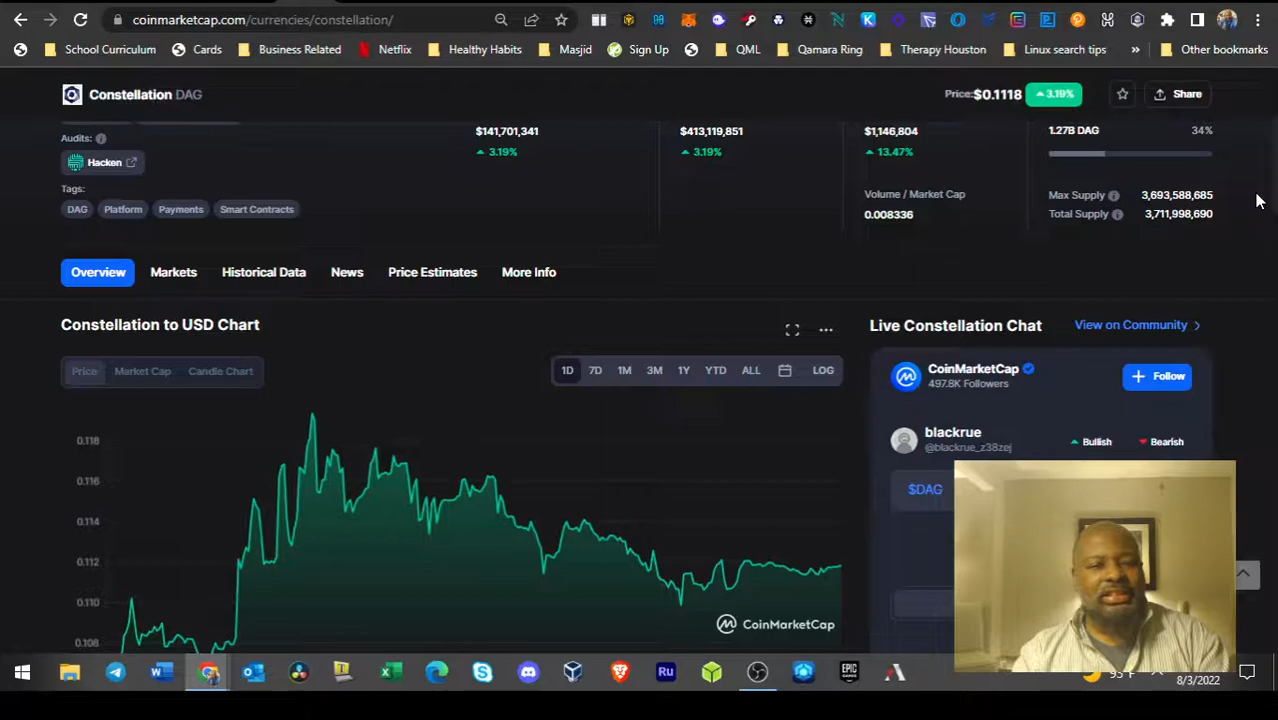 coinmarketcap.com/currencies/constellation/
School Curriculum Cards Business Related Netflix Healthy Habits Masjid Sign Up QML Qamara Ring Therapy Houston Linux search tips » Other bookmarks
Constellation DAG Price:$0.1118 3.19% Share
Audits: $141,701,341 $413,119,851 $1,146,804 1.27B DAG 34%
Hacken 3.19% 3.19% 13.47%
Tags:
DAG Platform Payments Smart Contracts
Volume / Market Cap
0.008336
Max Supply 3,693,588,685
Total Supply 3,711,998,690
Overview Markets Historical Data News Price Estimates More Info
Constellation to USD Chart
Price Market Cap Candle Chart 1D 7D 1M 3M 1Y YTD ALL LOG
0.118
0.116
0.114
0.112
0.110
0.108
CoinMarketCap
Live Constellation Chat View on Community
CoinMarketCap
497.8K Followers
Follow
blackrue
@blackrue_z38zej
Bullish Bearish
$DAG
Ru
EPIC GAMES
8/3/2022